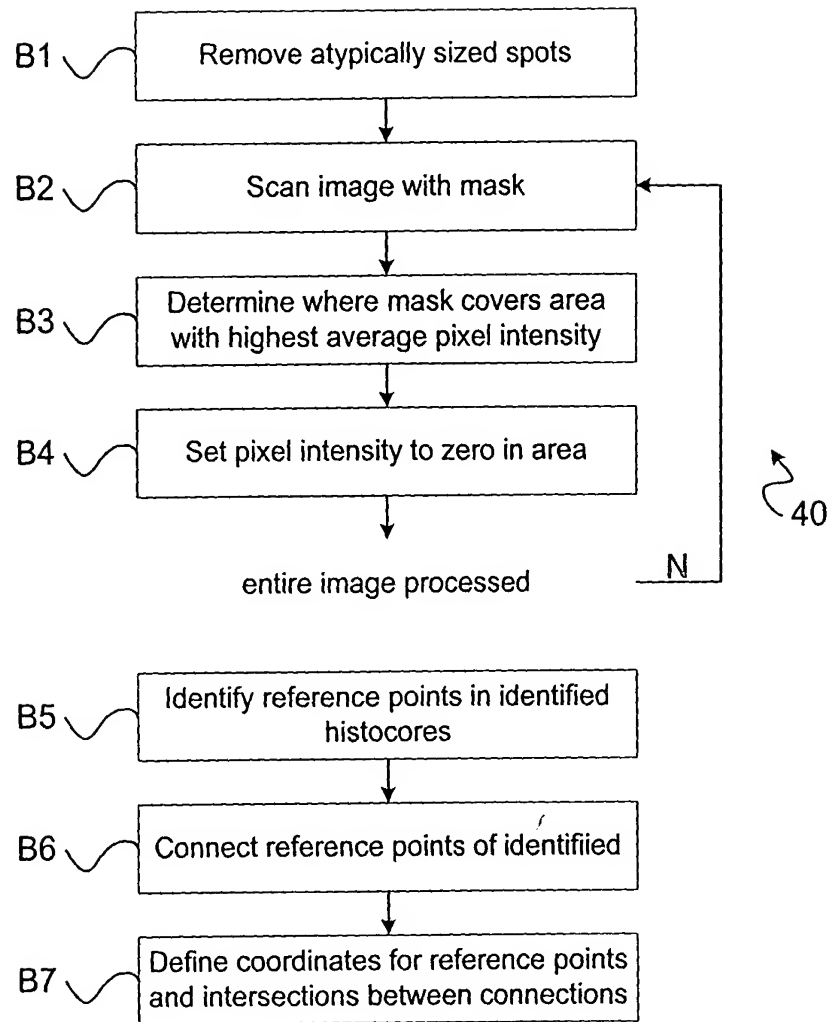 B1
Remove atypically sized spots
B2
Scan image with mask
B3
Determine where mask covers area
with highest average pixel intensity
B4
Set pixel intensity to zero in area
40
entire image processed
N
B5
Identify reference points in identified
histocores
B6
Connect reference points of identifiied
B7
Define coordinates for reference points
and intersections between connections